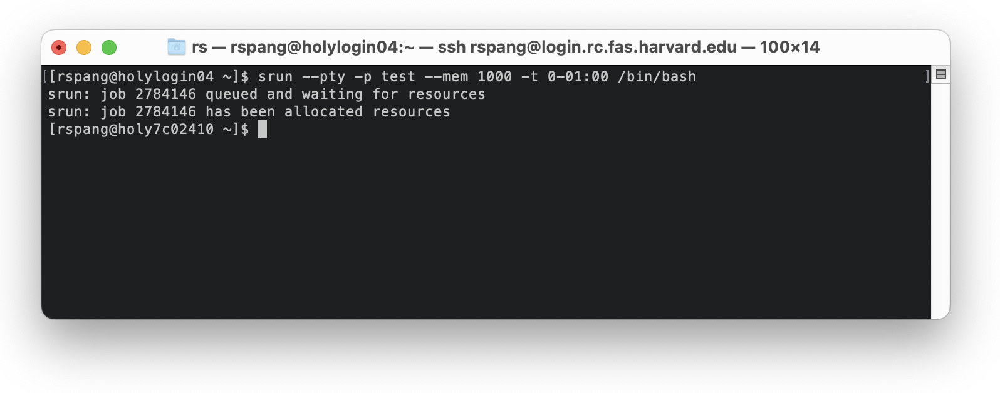 rs — rspang@holylogin04:~ — ssh rspang@login.rc.fas.harvard.edu — 100×14
[[rspang@holylogin04 ~]$ srun --pty -p test --mem 1000 -t 0-01:00 /bin/bash ]
srun: job 2784146 queued and waiting for resources
srun: job 2784146 has been allocated resources
[rspang@holy7c02410 ~]$